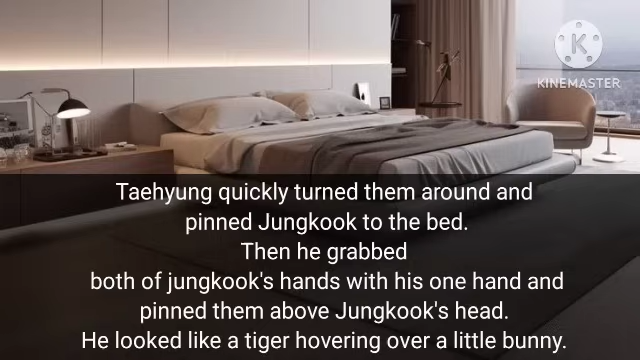 K
KINEMASTER
Taehyung quickly turned them around and
pinned Jungkook to the bed.
Then he grabbed
both of jungkook's hands with his one hand and
pinned them above Jungkook's head.
He looked like a tiger hovering over a little bunny.